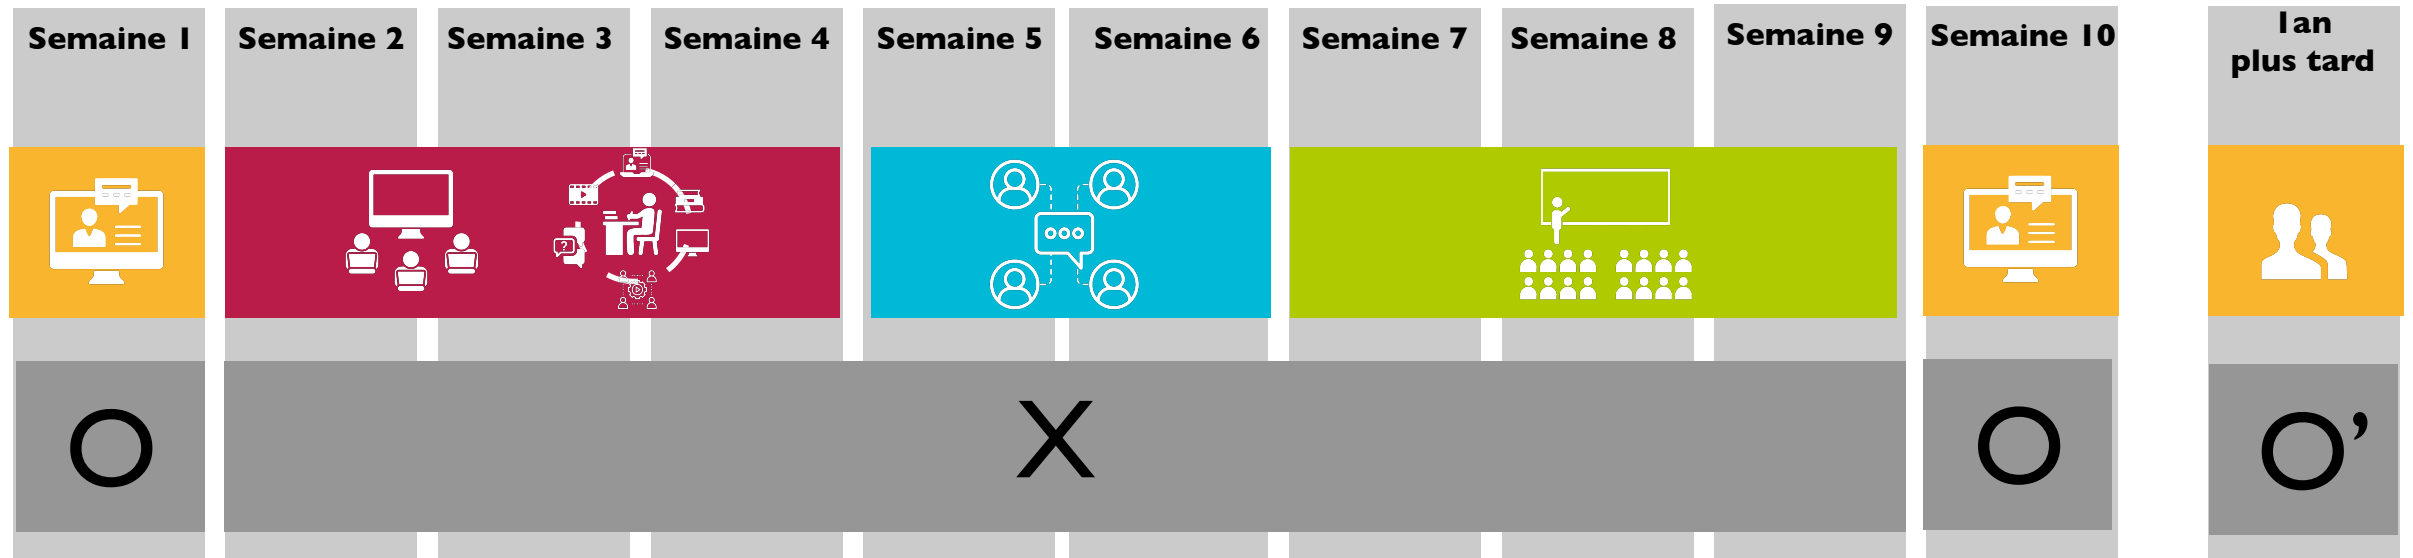 Semaine 1
Semaine 2
Semaine 3
Semaine 4
Semaine 5
Semaine 6
Semaine 7
Semaine 8
Semaine 9
Semaine 10
1an
plus tard
?
O
X
O
O’